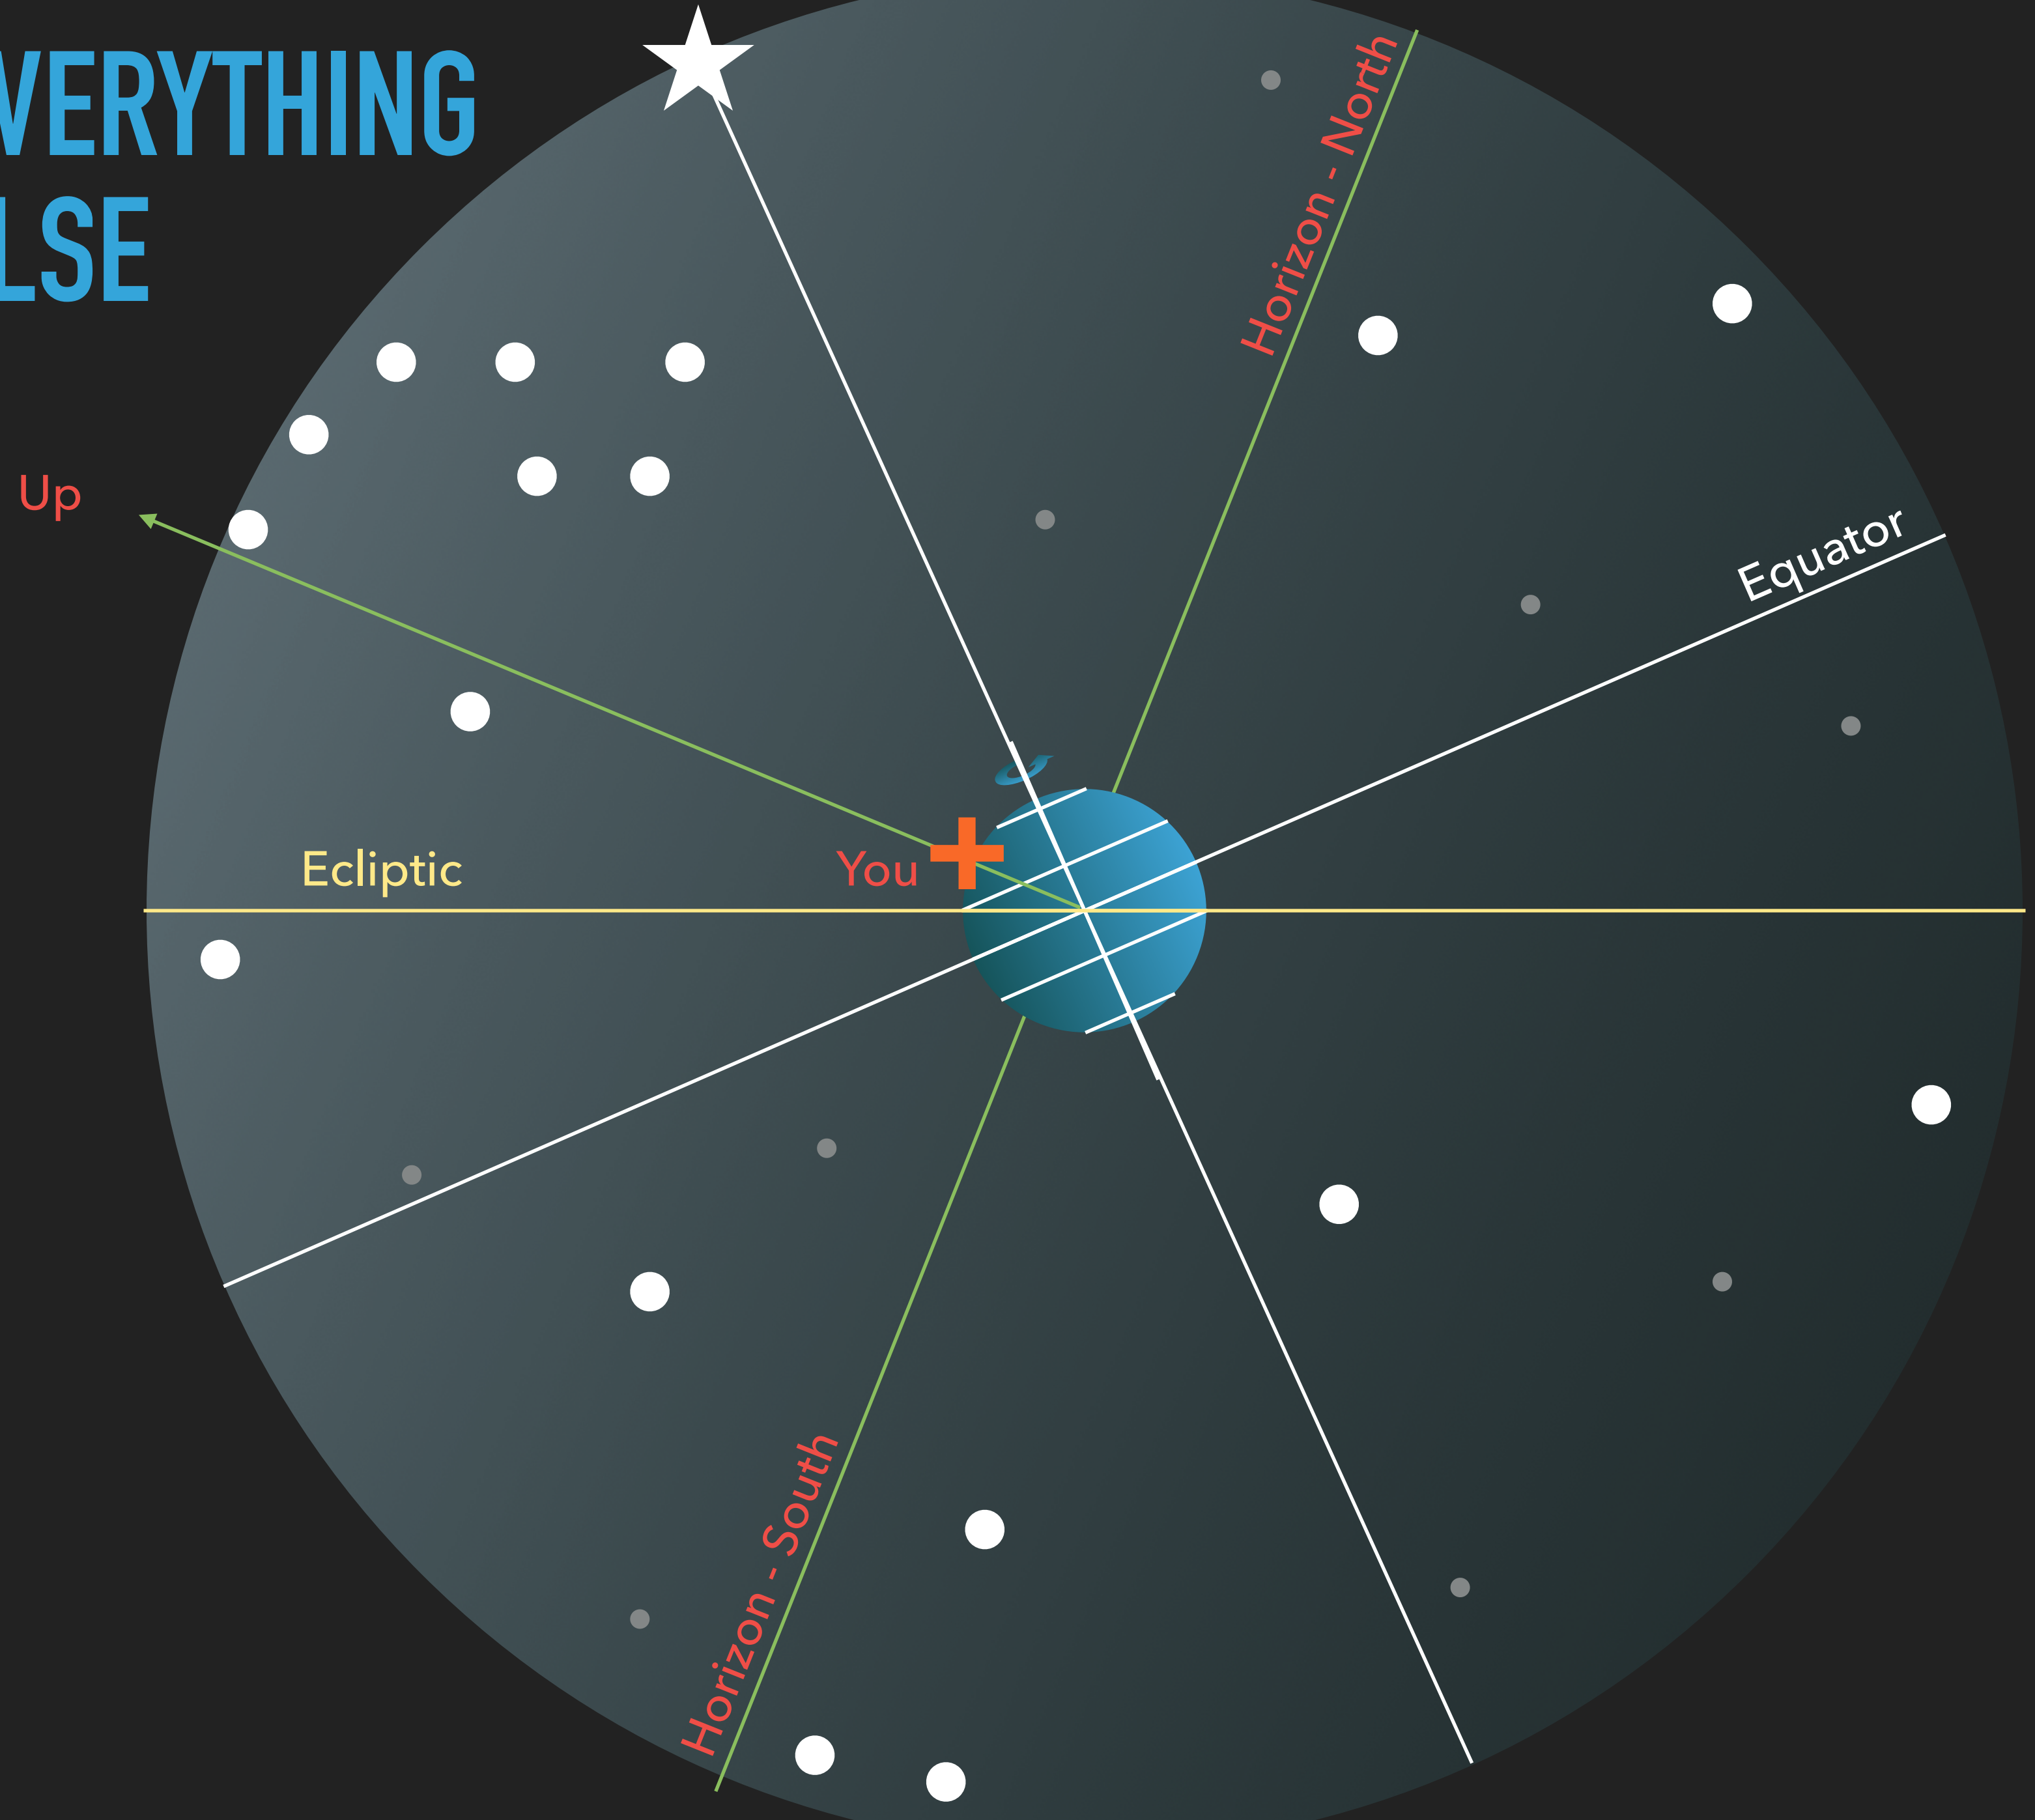 VERYTHING
LSE
Horizon - North
Up
Equator
Ecliptic
You
Horizon - South